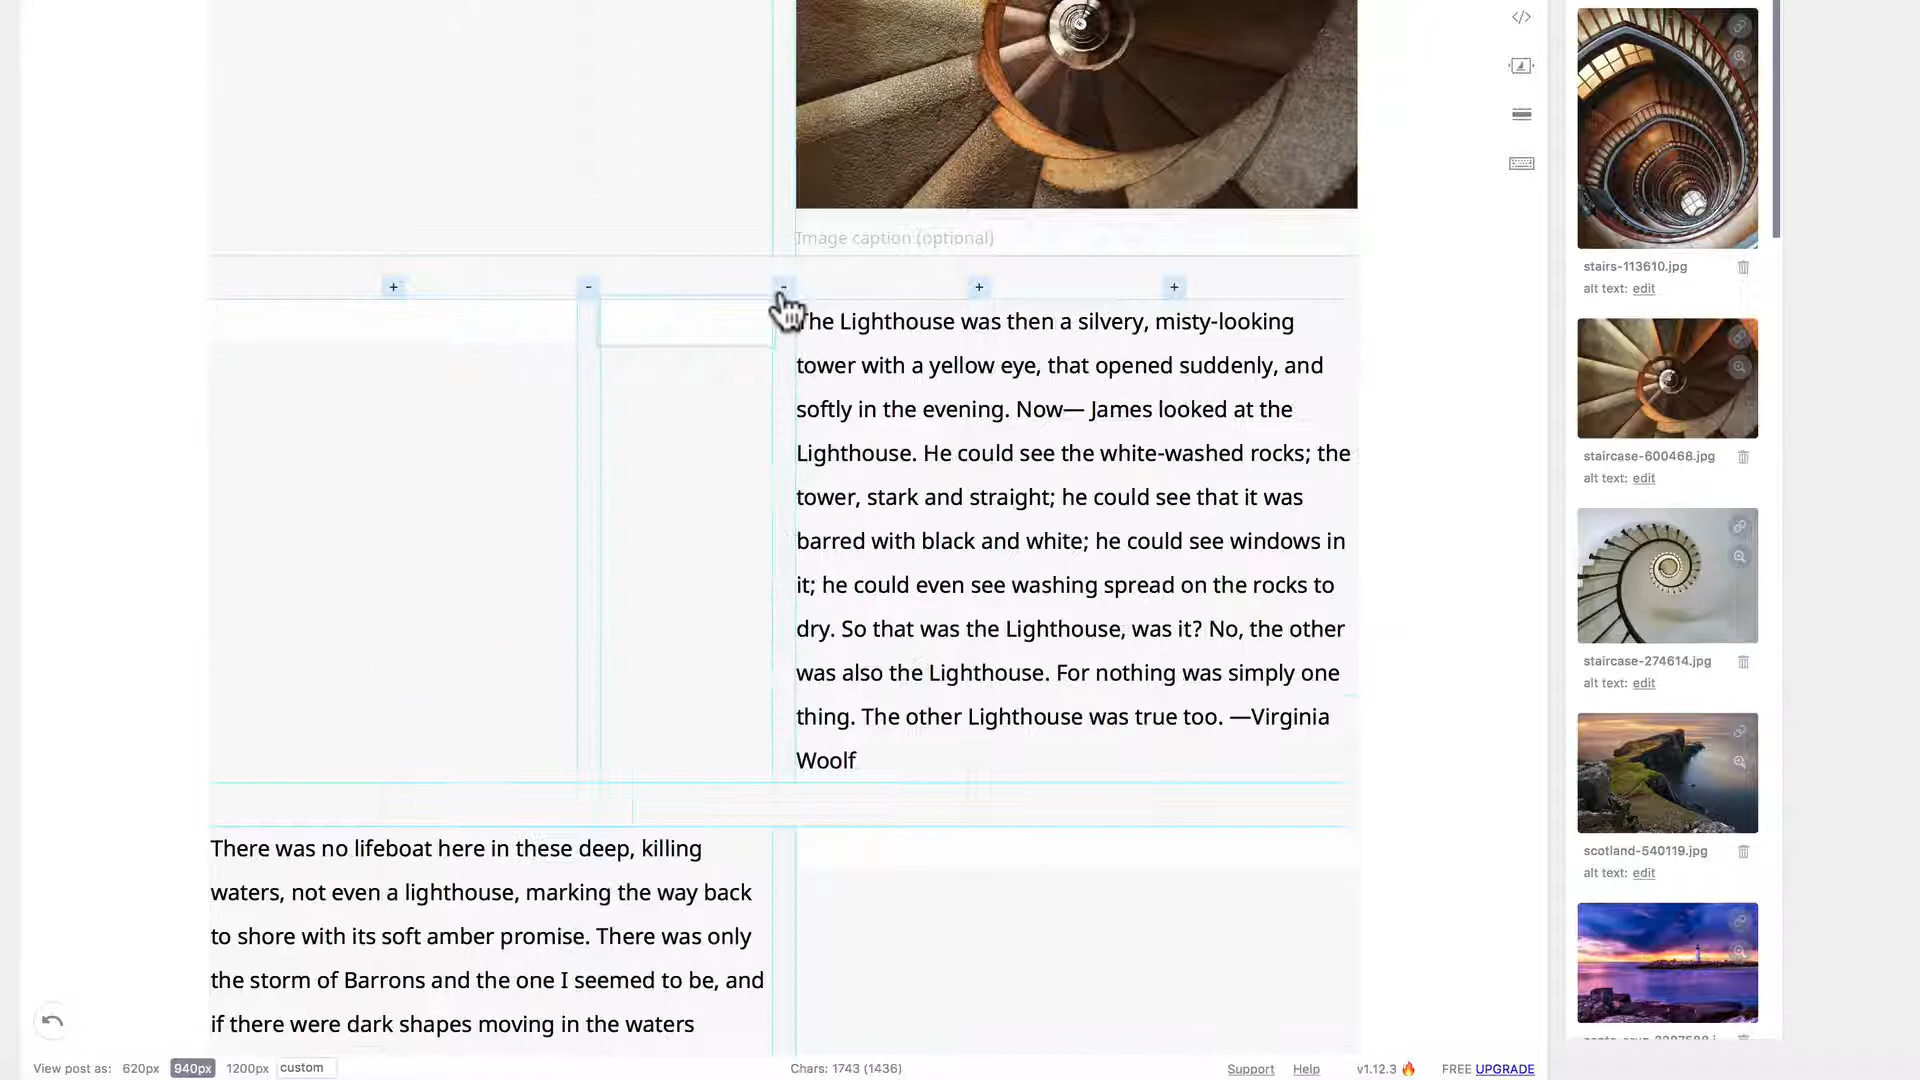 </>
Image caption (optional)
+
-
-
+
+
The Lighthouse was then a silvery, misty-looking
tower with a yellow eye, that opened suddenly, and
softly in the evening. Now— James looked at the
Lighthouse. He could see the white-washed rocks; the
tower, stark and straight; he could see that it was
barred with black and white; he could see windows in
it; he could even see washing spread on the rocks to
dry. So that was the Lighthouse, was it? No, the other
was also the Lighthouse. For nothing was simply one
thing. The other Lighthouse was true too. —Virginia
Woolf
There was no lifeboat here in these deep, killing
waters, not even a lighthouse, marking the way back
to shore with its soft amber promise. There was only
the storm of Barrons and the one I seemed to be, and
if there were dark shapes moving in the waters
stairs-113610.jpg
alt text: edit
staircase-600468.jpg
alt text: edit
staircase-274614.jpg
alt text: edit
scotland-540119.jpg
alt text: edit
View post as: 620px 940px 1200px custom
Chars: 1743 (1436)
Support Help v1.12.3 🔥 FREE UPGRADE